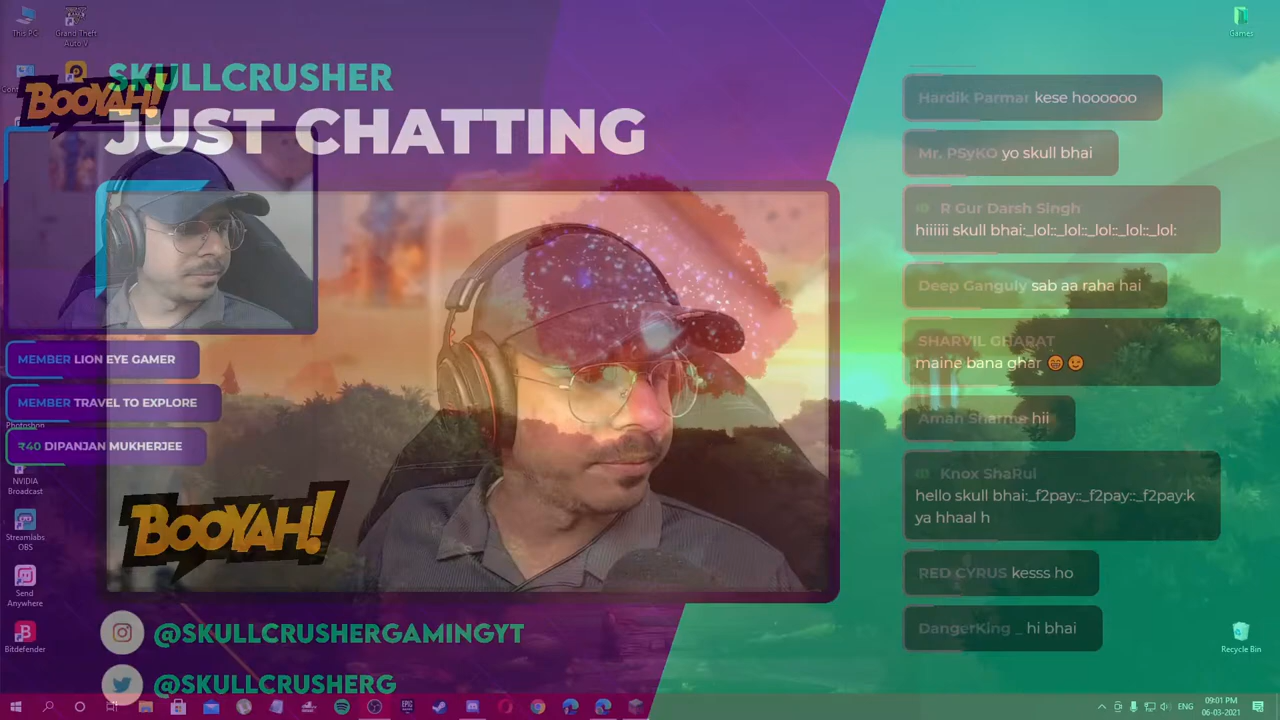 This PC
Grand Theft
Auto V
Games
SKULLCRUSHER
JUST CHATTING
BOOYAH!
MEMBER LION EYE GAMER
MEMBER TRAVEL TO EXPLORE
₹40 DIPANJAN MUKHERJEE
Photoshop
NVIDIA
Broadcast
Streamlabs
OBS
Send
Anywhere
Bitdefender
BOOYAH!
@SKULLCRUSHERGAMINGYT
@SKULLCRUSHERG
Hardik Parmar kese hoooooo
Mr. PSyKO yo skull bhai
R Gur Darsh Singh
hiiiiii skull bhai:_lol::_lol::_lol::_lol::_lol:
Deep Ganguly sab aa raha hai
SHARVIL GHARAT
maine bana ghar 😁😉
Aman Sharma hii
Knox ShaRul
hello skull bhai:_f2pay::_f2pay::_f2pay:k
ya hhaal h
RED CYRUS kesss ho
DangerKing _ hi bhai
Recycle Bin
ENG
09:01 PM
06-03-2021